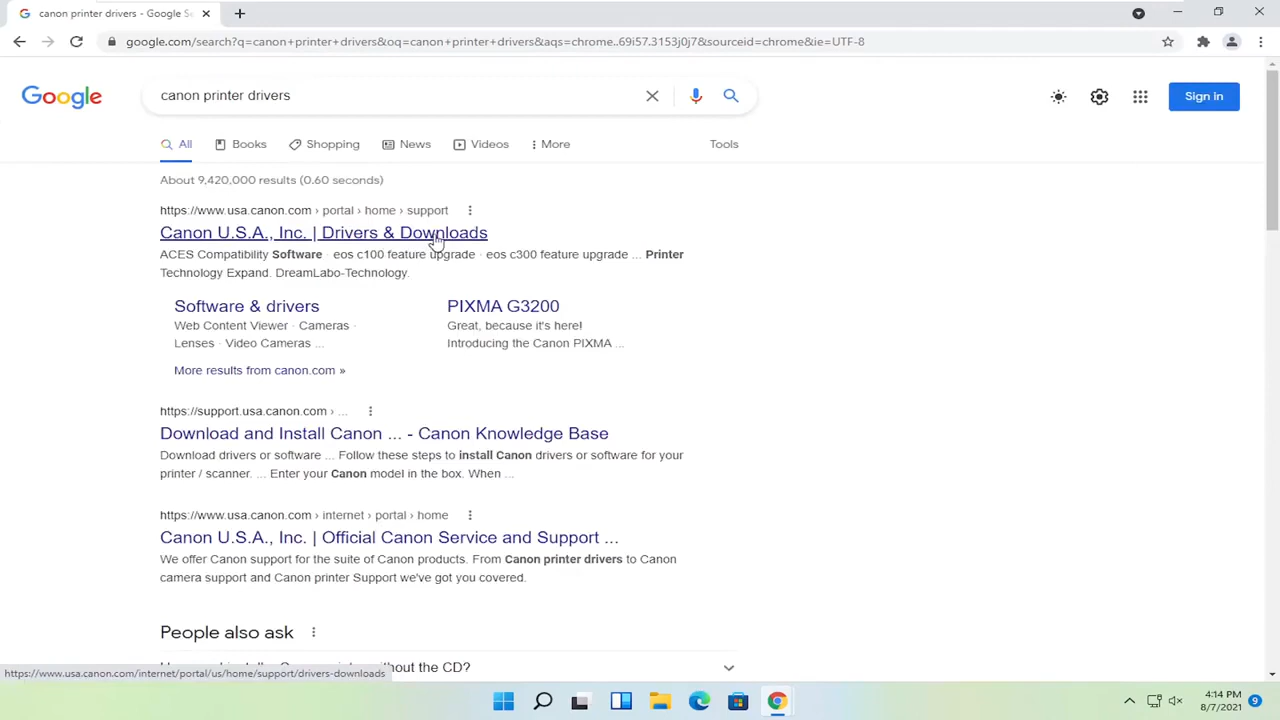 canon printer drivers - Google Se
google.com/search?q=canon+printer+drivers&oq=canon+printer+drivers&aqs=chrome..69i57.3153j0j7&sourceid=chrome&ie=UTF-8
Google
canon printer drivers
Sign in
All Books Shopping News Videos More Tools
About 9,420,000 results (0.60 seconds)
https://www.usa.canon.com › portal › home › support
Canon U.S.A., Inc. | Drivers & Downloads
ACES Compatibility Software · eos c100 feature upgrade · eos c300 feature upgrade ... Printer
Technology Expand. DreamLabo-Technology.
Software & drivers
Web Content Viewer · Cameras ·
Lenses · Video Cameras ...
PIXMA G3200
Great, because it's here!
Introducing the Canon PIXMA ...
More results from canon.com »
https://support.usa.canon.com › ...
Download and Install Canon ... - Canon Knowledge Base
Download drivers or software ... Follow these steps to install Canon drivers or software for your
printer / scanner. ... Enter your Canon model in the box. When ...
https://www.usa.canon.com › internet › portal › home
Canon U.S.A., Inc. | Official Canon Service and Support ...
We offer Canon support for the suite of Canon products. From Canon printer drivers to Canon
camera support and Canon printer Support we've got you covered.
People also ask
without the CD?
https://www.usa.canon.com/internet/portal/us/home/support/drivers-downloads
4:14 PM
8/7/2021
9